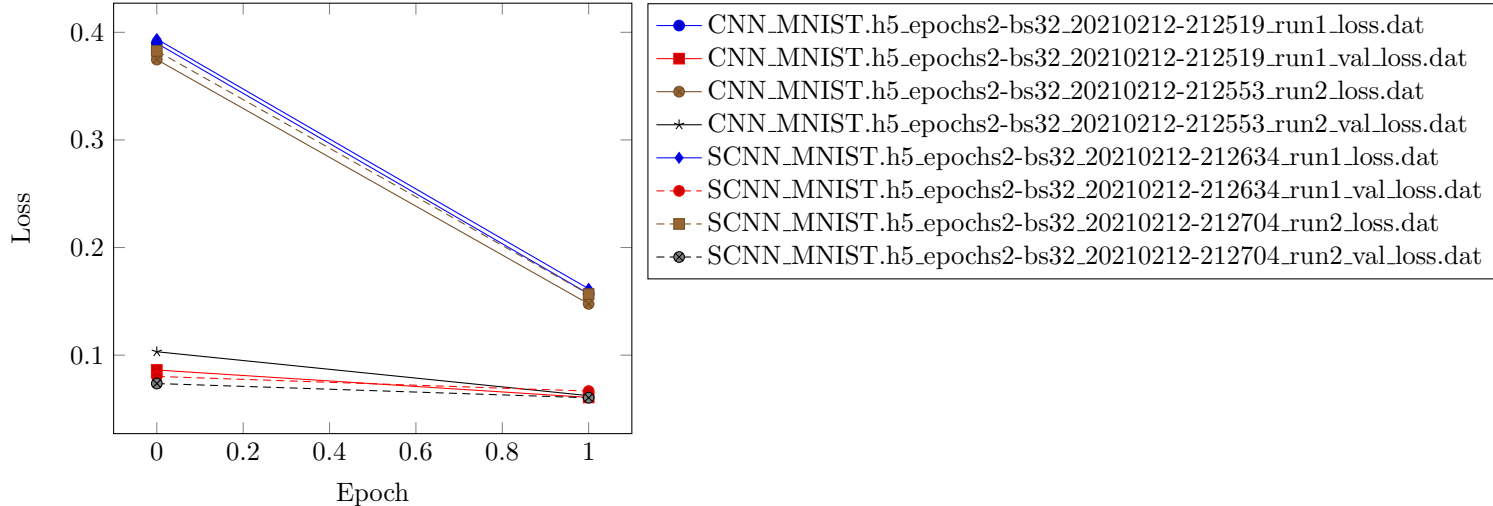 0.4
0.3
0.2
0.1
Loss
0 0.2 0.4 0.6 0.8 1
Epoch
CNN_MNIST.h5_epochs2-bs32_20210212-212519_run1_loss.dat
CNN_MNIST.h5_epochs2-bs32_20210212-212519_run1_val_loss.dat
CNN_MNIST.h5_epochs2-bs32_20210212-212553_run2_loss.dat
CNN_MNIST.h5_epochs2-bs32_20210212-212553_run2_val_loss.dat
SCNN_MNIST.h5_epochs2-bs32_20210212-212634_run1_loss.dat
SCNN_MNIST.h5_epochs2-bs32_20210212-212634_run1_val_loss.dat
SCNN_MNIST.h5_epochs2-bs32_20210212-212704_run2_loss.dat
SCNN_MNIST.h5_epochs2-bs32_20210212-212704_run2_val_loss.dat